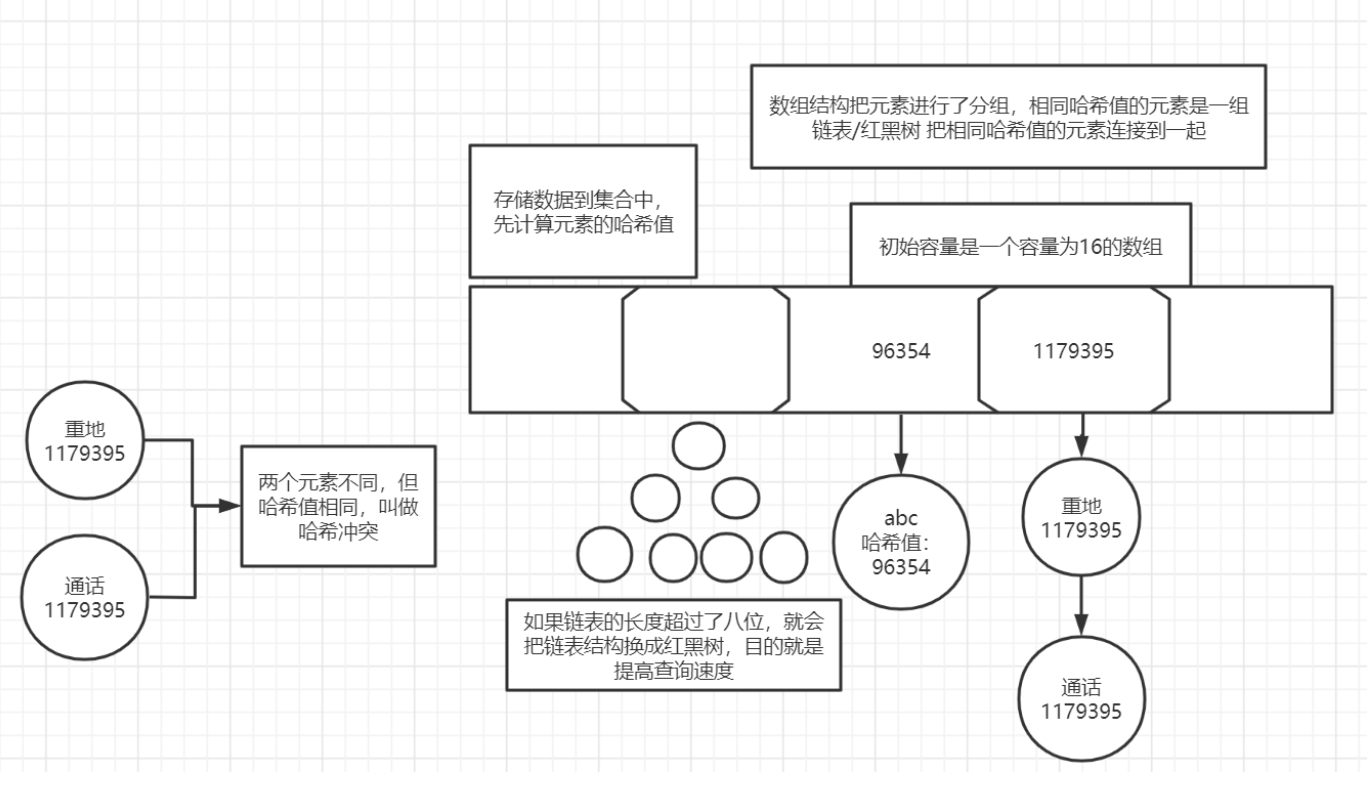 数组结构把元素进行了分组，相同哈希值的元素是一组
链表/红黑树 把相同哈希值的元素连接到一起
存储数据到集合中，
先计算元素的哈希值
初始容量是一个容量为16的数组
96354
1179395
重地
1179395
两个元素不同，但
哈希值相同，叫做
哈希冲突
通话
1179395
abc
哈希值：
96354
重地
1179395
如果链表的长度超过了八位，就会
把链表结构换成红黑树，目的就是
提高查询速度
通话
1179395